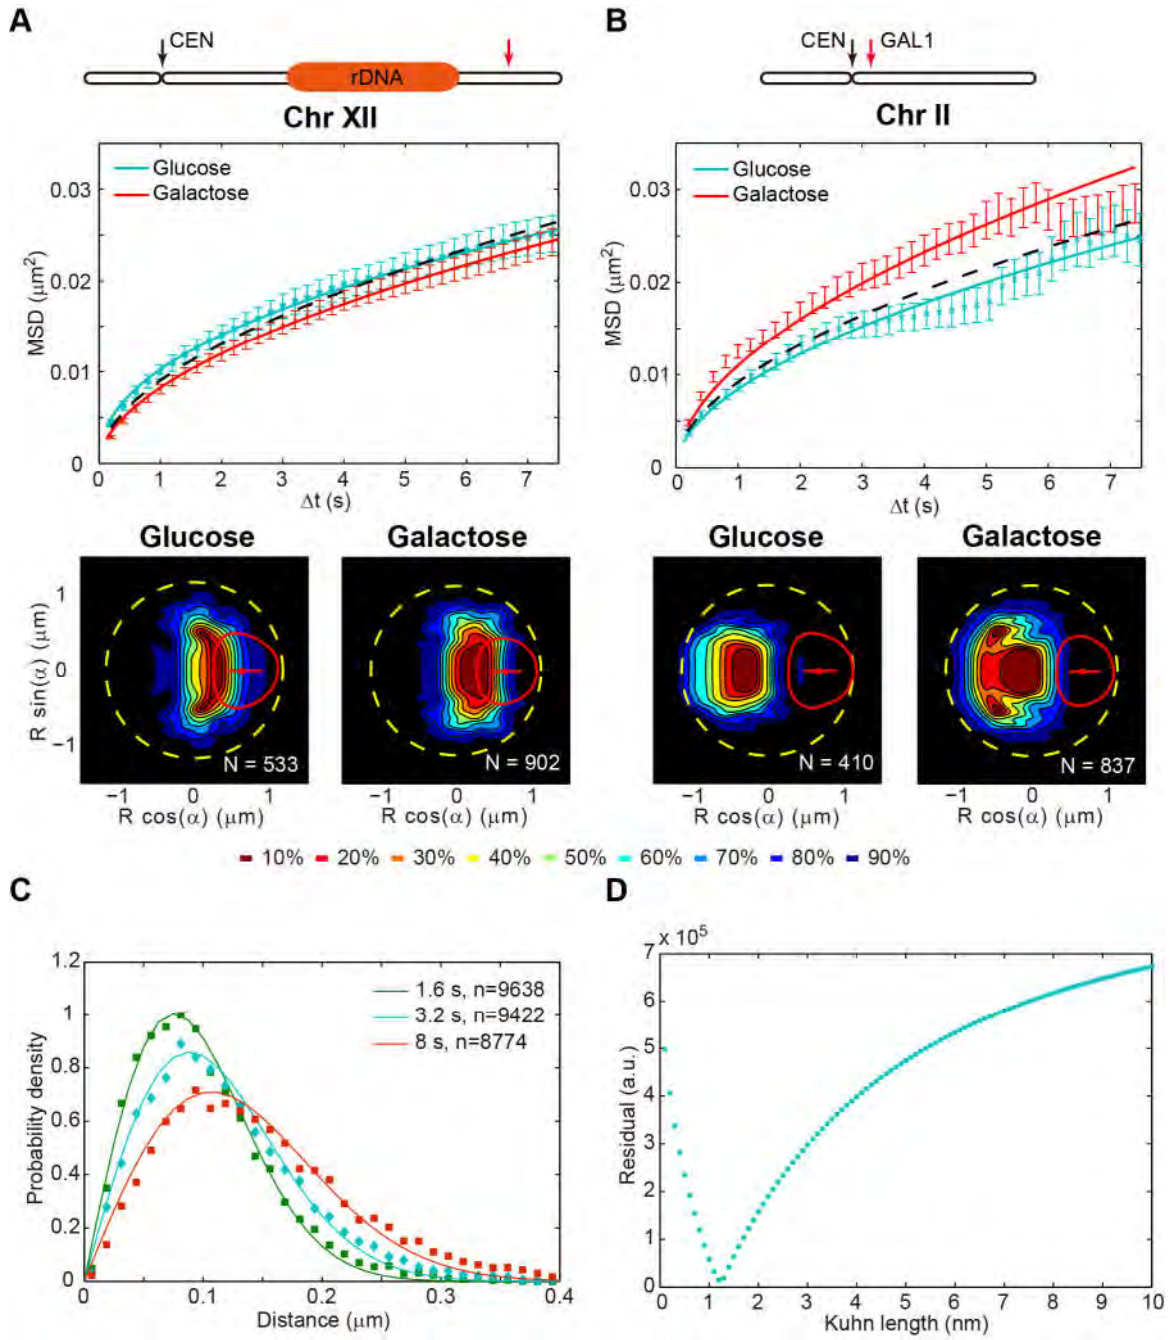 A
B
CEN
CEN
GAL1
rDNA
Chr XII
Chr II
Glucose
Galactose
Glucose
Galactose
0.03
0.02
0.01
0
MSD (μm²)
0 1 2 3 4 5 6 7
Δt (s)
0.03
0.02
0.01
0
MSD (μm²)
0 1 2 3 4 5 6 7
Δt (s)
Glucose
Galactose
Glucose
Galactose
R sin(α) (μm)
1
0
−1
N = 533
N = 902
N = 410
N = 837
−1 0 1
−1 0 1
−1 0 1
−1 0 1
R cos(α) (μm)
R cos(α) (μm)
R cos(α) (μm)
R cos(α) (μm)
10% 20% 30% 40% 50% 60% 70% 80% 90%
C
D
1.2
1
0.8
0.6
0.4
0.2
0
Probability density
1.6 s, n=9638
3.2 s, n=9422
8 s, n=8774
0 0.1 0.2 0.3 0.4
Distance (μm)
7 x 10⁵
6
5
4
3
2
1
0
Residual (a.u.)
0 1 2 3 4 5 6 7 8 9 10
Kuhn length (nm)